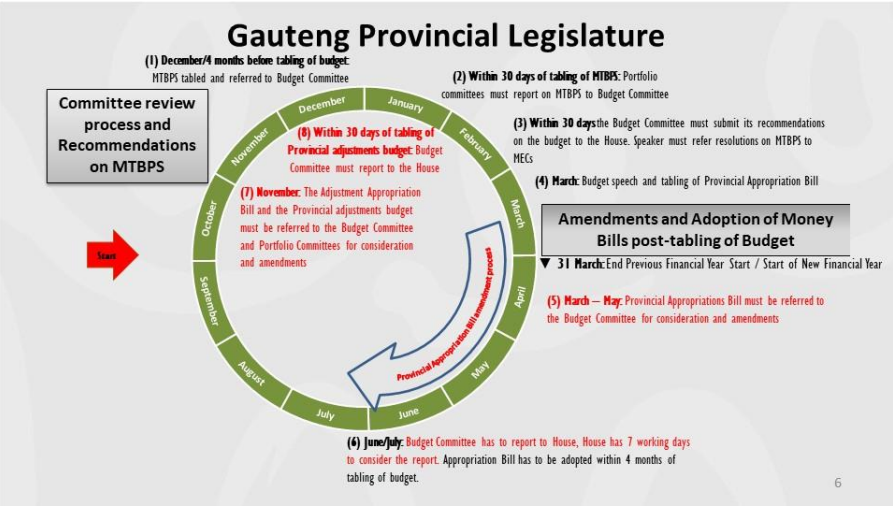 Gauteng Provincial Legislature
(1) December/4 months before tabling of budget:
MTBPS tabled and referred to Budget Committee
(2) Within 30 days of tabling of MTBPS: Portfolio
committees must report on MTBPS to Budget Committee
Committee review
process and
Recommendations
on MTBPS
(3) Within 30 days the Budget Committee must submit its recommendations
on the budget to the House. Speaker must refer resolutions on MTBPS to
MECs
(4) March: Budget speech and tabling of Provincial Appropriation Bill
Amendments and Adoption of Money
Bills post-tabling of Budget
▼ 31 March: End Previous Financial Year Start / Start of New Financial Year
(5) March – May: Provincial Appropriations Bill must be referred to
the Budget Committee for consideration and amendments
(6) June/July: Budget Committee has to report to House, House has 7 working days
to consider the report. Appropriation Bill has to be adopted within 4 months of
tabling of budget.
(8) Within 30 days of tabling of
Provincial adjustments budget: Budget
Committee must report to the House
(7) November: The Adjustment Appropriation
Bill and the Provincial adjustments budget
must be referred to the Budget Committee
and Portfolio Committees for consideration
and amendments
Start
January
February
March
April
May
June
July
August
September
October
November
December
Provincial Appropriation Bill amendment process
6